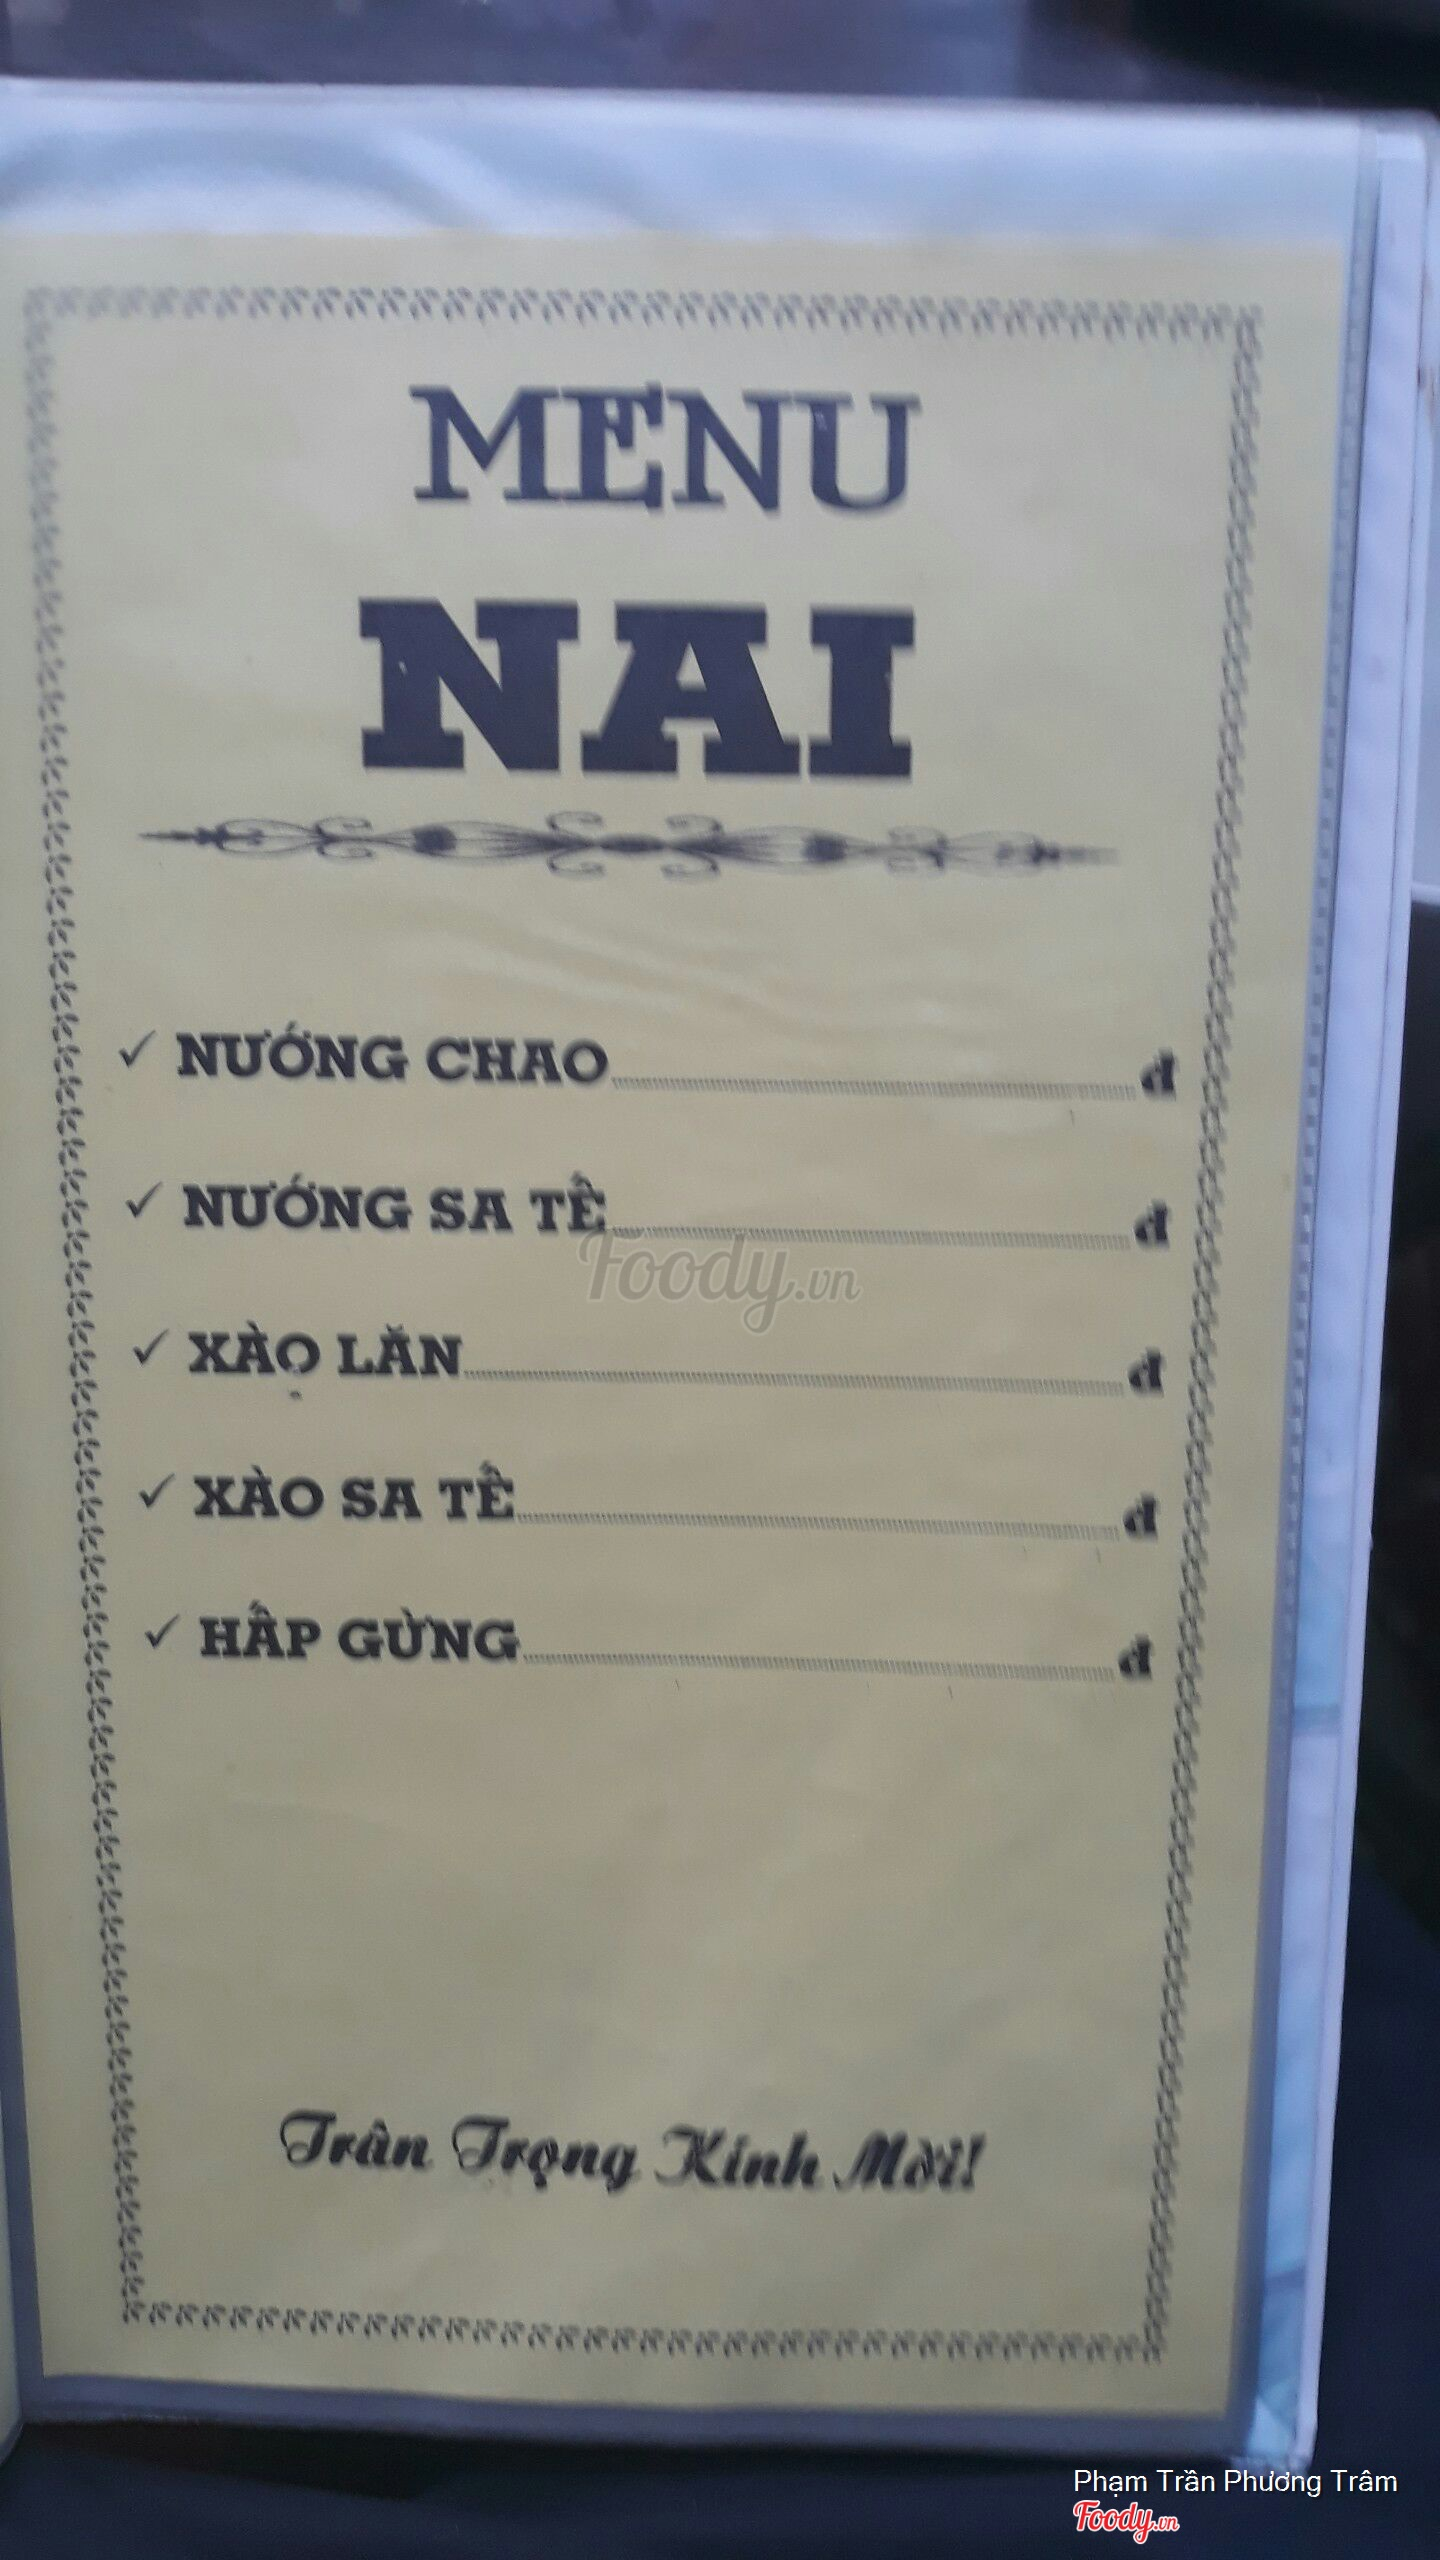 MENU
NAI
✓ NƯỚNG CHAO................đ
✓ NƯỚNG SA TẾ................đ
Foody.vn
✓ XÀO LĂN................đ
✓ XÀO SA TẾ................đ
✓ HẤP GỪNG................đ
Trân Trọng Kính Mời!
Phạm Trần Phương Trâm
Foody.vn